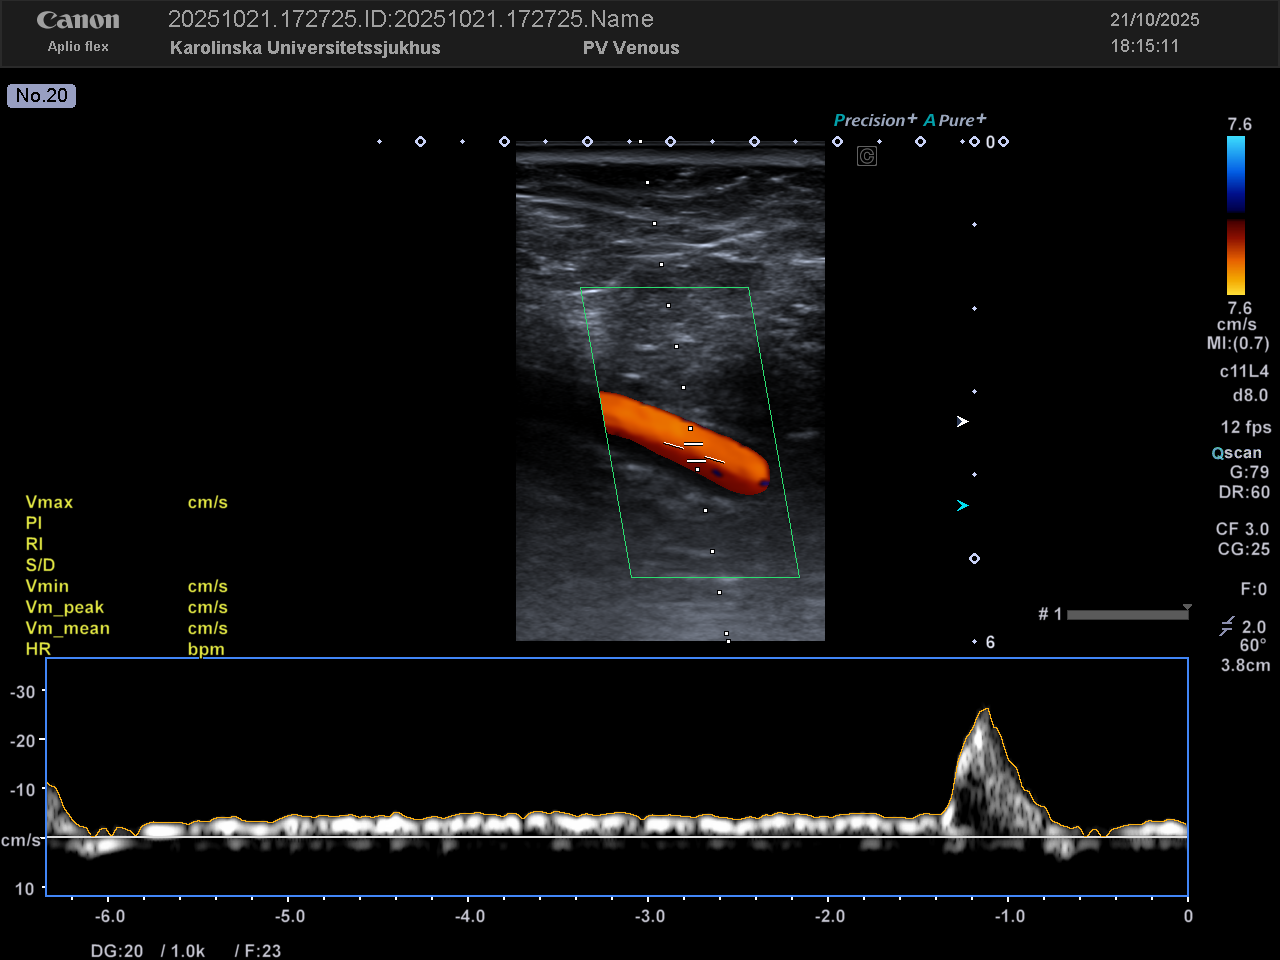 Canon 20251021.172725.ID:20251021.172725.Name 21/10/2025
Aplio flex Karolinska Universitetssjukhus PV Venous 18:15:11
No.20
Precision+ A Pure+
7.6
0
C
7.6
cm/s
MI:(0.7)
c11L4
d8.0
12 fps
Qscan
G:79
DR:60
CF 3.0
CG:25
F:0
# 1
2.0
60°
3.8cm
6
Vmax cm/s
PI
RI
S/D
Vmin cm/s
Vm_peak cm/s
Vm_mean cm/s
HR bpm
-30
-20
-10
cm/s
10
-6.0 -5.0 -4.0 -3.0 -2.0 -1.0 0
DG:20 / 1.0k / F:23